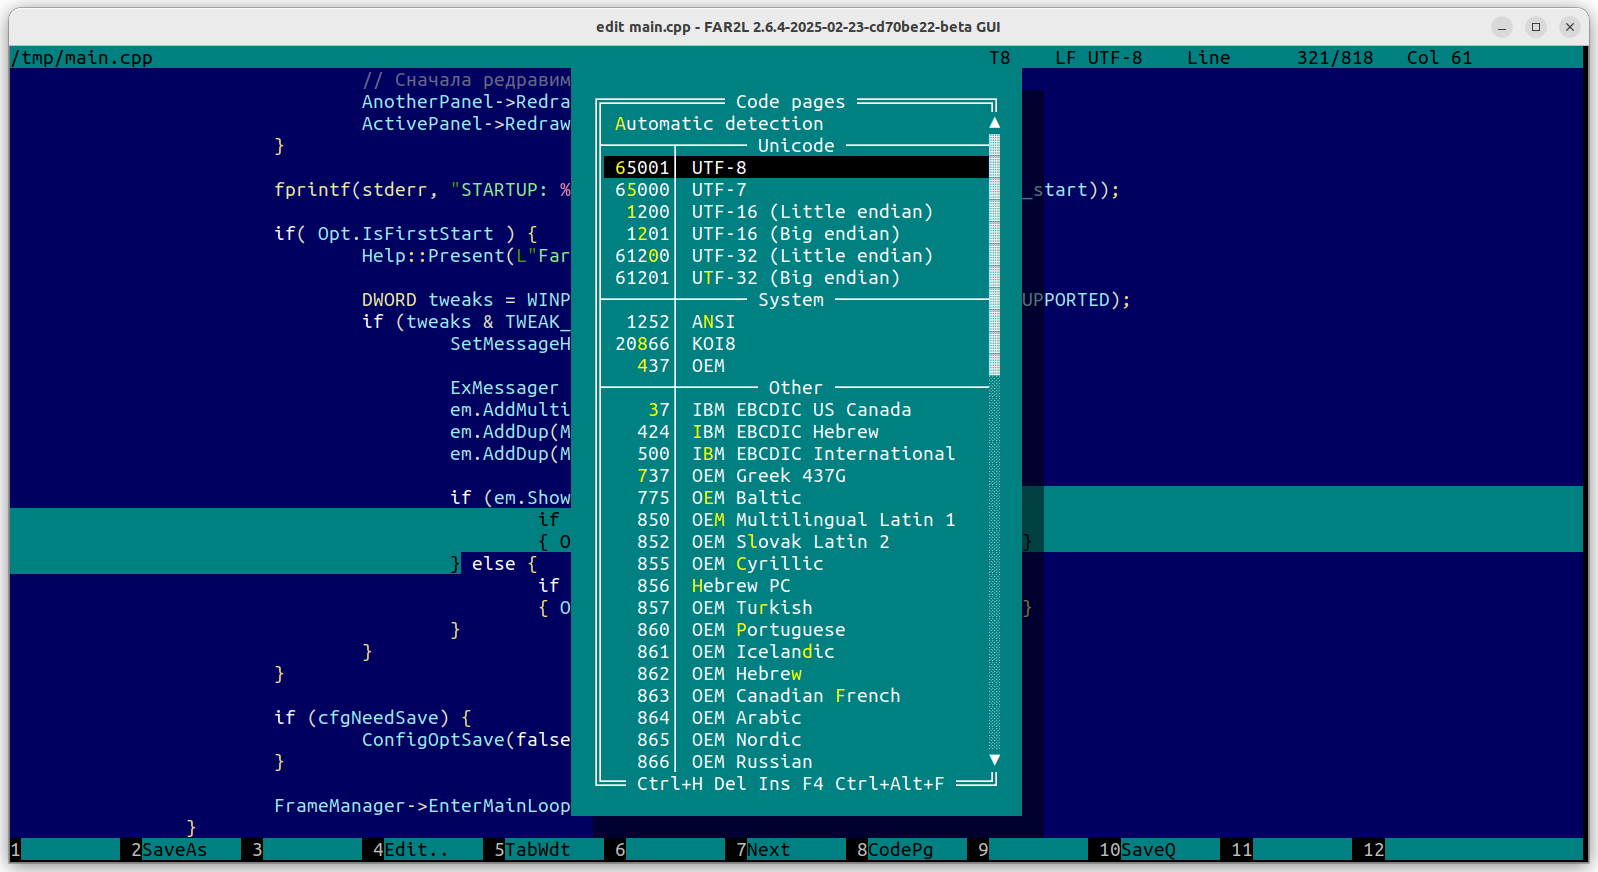 edit main.cpp - FAR2L 2.6.4-2025-02-23-cd70be22-beta GUI
/tmp/main.cpp T8 LF UTF-8 Line 321/818 Col 61
// Сначала редравим
AnotherPanel->Redra
ActivePanel->Redraw
}
fprintf(stderr, "STARTUP: % _start));
if( Opt.IsFirstStart ) {
Help::Present(L"Far
DWORD tweaks = WINP UPPORTED);
if (tweaks & TWEAK_
SetMessageH
ExMessager
em.AddMulti
em.AddDup(M
em.AddDup(M
if (em.Show
if
{ O }
} else {
if
{ O }
}
}
}
if (cfgNeedSave) {
ConfigOptSave(false
}
FrameManager->EnterMainLoop
}
Code pages
Automatic detection
Unicode
65001 UTF-8
65000 UTF-7
1200 UTF-16 (Little endian)
1201 UTF-16 (Big endian)
61200 UTF-32 (Little endian)
61201 UTF-32 (Big endian)
System
1252 ANSI
20866 KOI8
437 OEM
Other
37 IBM EBCDIC US Canada
424 IBM EBCDIC Hebrew
500 IBM EBCDIC International
737 OEM Greek 437G
775 OEM Baltic
850 OEM Multilingual Latin 1
852 OEM Slovak Latin 2
855 OEM Cyrillic
856 Hebrew PC
857 OEM Turkish
860 OEM Portuguese
861 OEM Icelandic
862 OEM Hebrew
863 OEM Canadian French
864 OEM Arabic
865 OEM Nordic
866 OEM Russian
Ctrl+H Del Ins F4 Ctrl+Alt+F
1 2SaveAs 3 4Edit.. 5TabWdt 6 7Next 8CodePg 9 10SaveQ 11 12